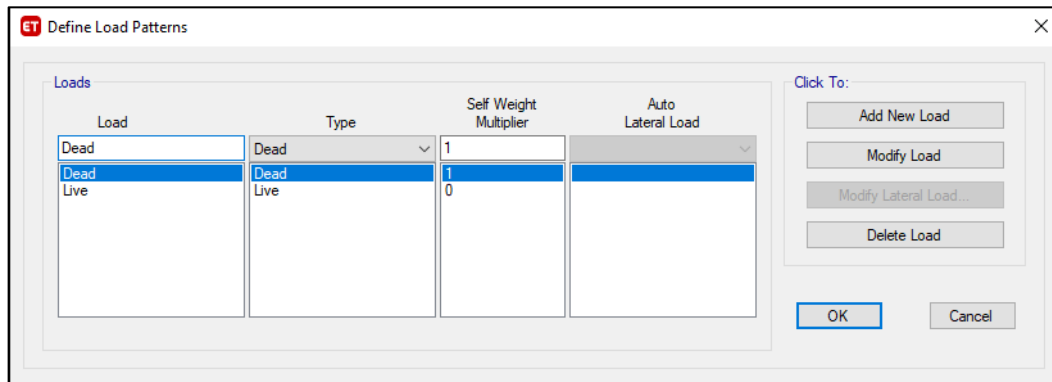 ET Define Load Patterns
Loads
Load Type Self Weight Multiplier Auto Lateral Load
Dead Dead 1
Dead Dead 1
Live Live 0
Click To:
Add New Load
Modify Load
Modify Lateral Load...
Delete Load
OK Cancel